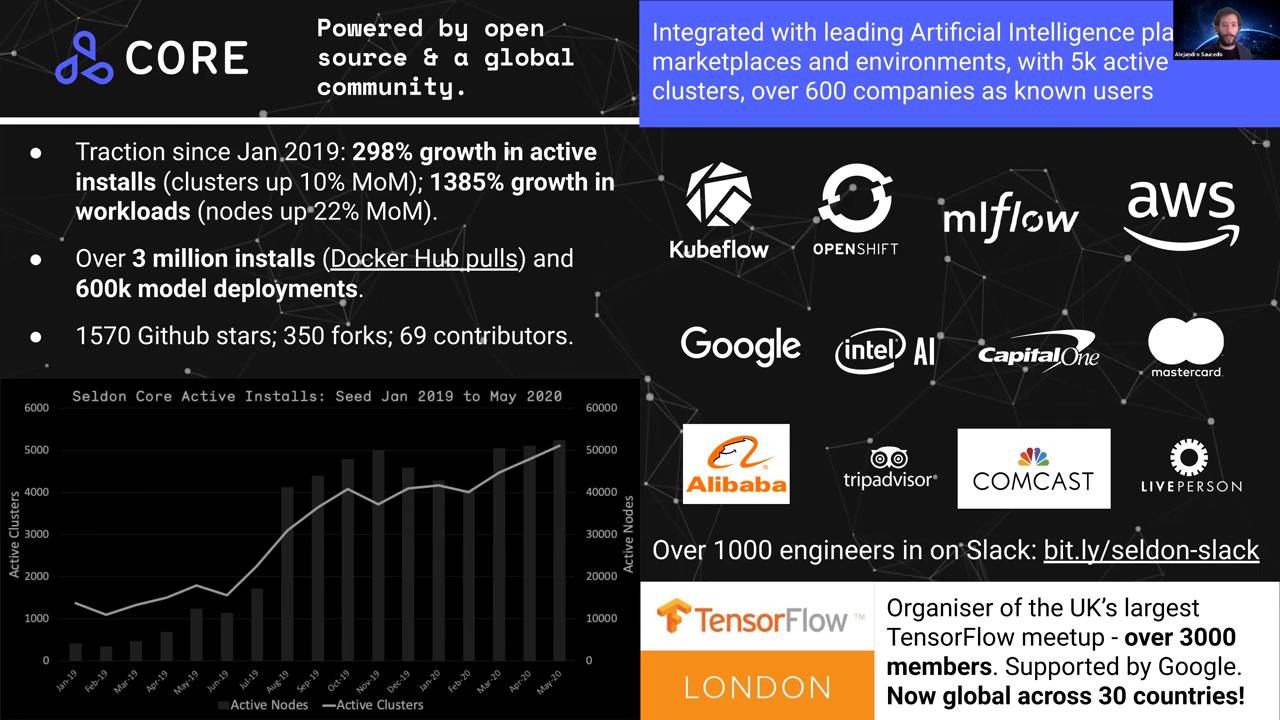 CORE
Powered by open
source & a global
community.
Integrated with leading Artificial Intelligence pla
marketplaces and environments, with 5k active
clusters, over 600 companies as known users
Alejandro Saucedo
● Traction since Jan 2019: 298% growth in active
installs (clusters up 10% MoM); 1385% growth in
workloads (nodes up 22% MoM).
● Over 3 million installs (Docker Hub pulls) and
600k model deployments.
● 1570 Github stars; 350 forks; 69 contributors.
Seldon Core Active Installs: Seed Jan 2019 to May 2020
6000 60000
5000 50000
4000 40000
3000 30000
2000 20000
1000 10000
0 0
Active Clusters
Active Nodes
Jan-19 Feb-19 Mar-19 Apr-19 May-19 Jun-19 Jul-19 Aug-19 Sep-19 Oct-19 Nov-19 Dec-19 Jan-20 Feb-20 Mar-20 Apr-20 May-20
Active Nodes Active Clusters
Kubeflow OPENSHIFT mlflow aws
Google intel AI Capital One mastercard
Alibaba tripadvisor COMCAST LIVEPERSON
Over 1000 engineers in on Slack: bit.ly/seldon-slack
TensorFlow TM
LONDON
Organiser of the UK's largest
TensorFlow meetup - over 3000
members. Supported by Google.
Now global across 30 countries!